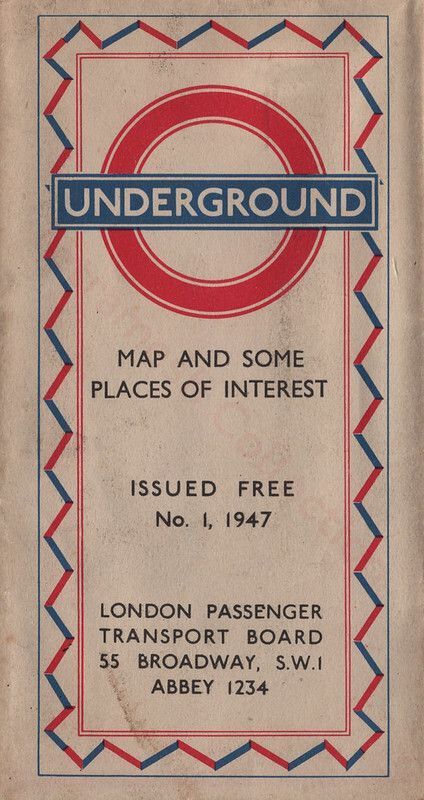 UNDERGROUND
MAP AND SOME
PLACES OF INTEREST
ISSUED FREE
No. 1, 1947
LONDON PASSENGER
TRANSPORT BOARD
55 BROADWAY, S.W.1
ABBEY 1234